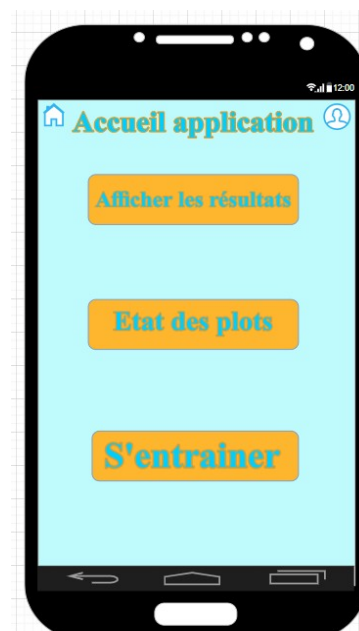 12:00
Accueil application
Afficher les résultats
Etat des plots
S'entrainer